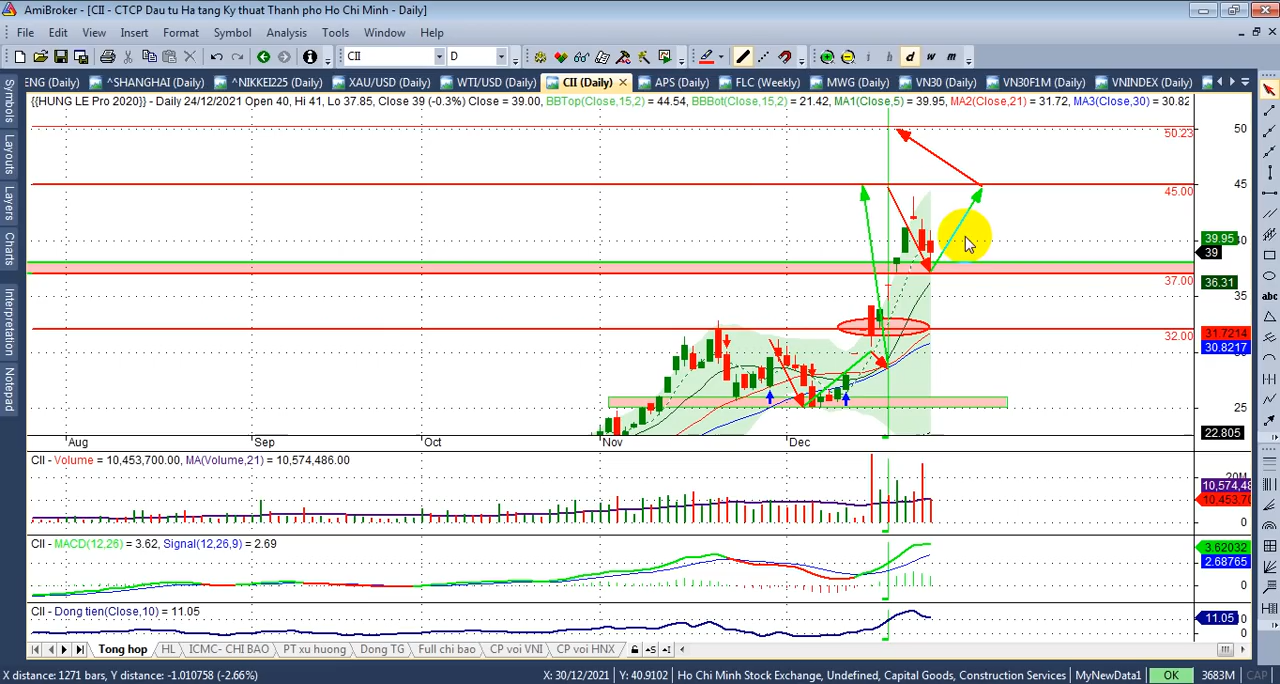 AmiBroker - [CII - CTCP Dau tu Ha tang Ky thuat Thanh pho Ho Chi Minh - Daily]
File Edit View Insert Format Symbol Analysis Tools Window Help
CII D i h d w m
ENG (Daily) ^SHANGHAI (Daily) ^NIKKEI225 (Daily) XAU/USD (Daily) WTI/USD (Daily) CII (Daily) APS (Daily) FLC (Weekly) MWG (Daily) VN30 (Daily) VN30F1M (Daily) VNINDEX (Daily)
{{HUNG LE Pro 2020}} - Daily 24/12/2021 Open 40, Hi 41, Lo 37.85, Close 39 (-0.3%) Close = 39.00, BBTop(Close,15,2) = 44.54, BBBot(Close,15,2) = 21.42, MA1(Close,5) = 39.95, MA2(Close,21) = 31.72, MA3(Close,30) = 30.82
Symbols
Layouts
Layers
Charts
Interpretation
Notebook
abc
50.23
50
45
45.00
39.95
40
39
37.00
36.31
35
31.7214
32.00
30.8217
25
22.805
Aug Sep Oct Nov Dec
CII - Volume = 10,453,700.00, MA(Volume,21) = 10,574,486.00
20M
10,574,48
10,453,70
0
CII - MACD(12,26) = 3.62, Signal(12,26,9) = 2.69
3.62032
2.68765
0
CII - Dong tien(Close,10) = 11.05
11.05
0
Tong hop HL ICMC- CHI BAO PT xu huong Dong TG Full chi bao CP voi VNI CP voi HNX
X distance: 1271 bars, Y distance: -1.010758 (-2.66%) X: 30/12/2021 Y: 40.9102 Ho Chi Minh Stock Exchange, Undefined, Capital Goods, Construction Services MyNewData1 OK 3683M CAP